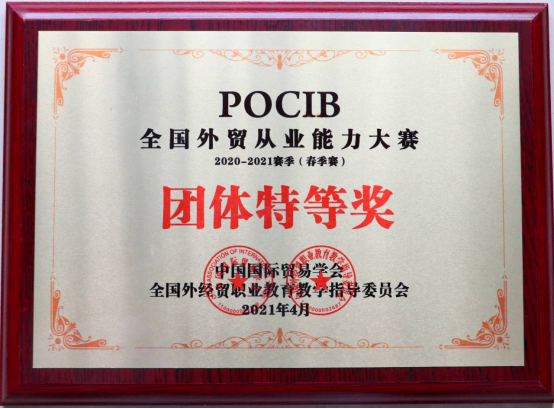 POCIB
全国外贸从业能力大赛
2020-2021赛季（春季赛）
团体特等奖
中国国际贸易学会
全国外经贸职业教育教学指导委员会
2021年4月